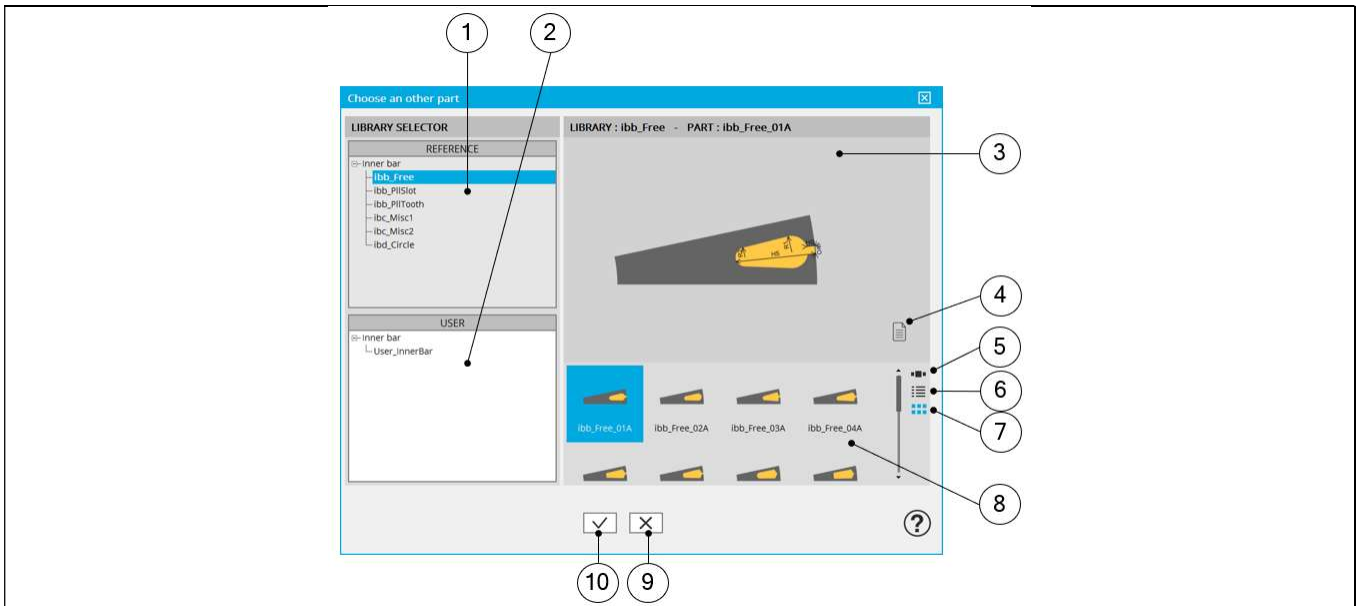 1
2
Choose an other part
LIBRARY SELECTOR
LIBRARY : ibb_Free - PART : ibb_Free_01A
REFERENCE
Inner bar
ibb_Free
ibb_PllSlot
ibb_PllTooth
ibc_Misc1
ibc_Misc2
ibd_Circle
3
HS
4
USER
Inner bar
User_InnerBar
5
6
7
ibb_Free_01A ibb_Free_02A ibb_Free_03A ibb_Free_04A
8
?
10
9